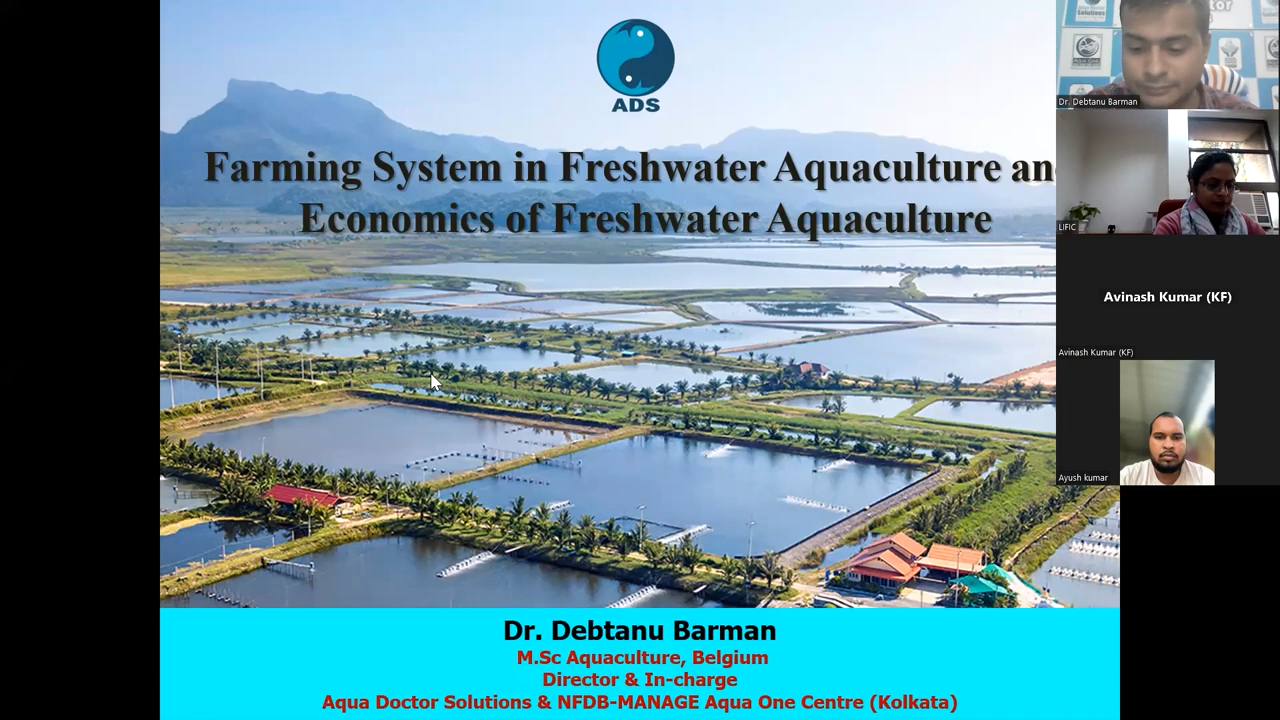 ADS
Farming System in Freshwater Aquaculture an
Economics of Freshwater Aquaculture
Dr. Debtanu Barman
M.Sc Aquaculture, Belgium
Director & In-charge
Aqua Doctor Solutions & NFDB-MANAGE Aqua One Centre (Kolkata)
Solutions
Dr. Debtanu Barman
LIFIC
Avinash Kumar (KF)
Avinash Kumar (KF)
Ayush kumar